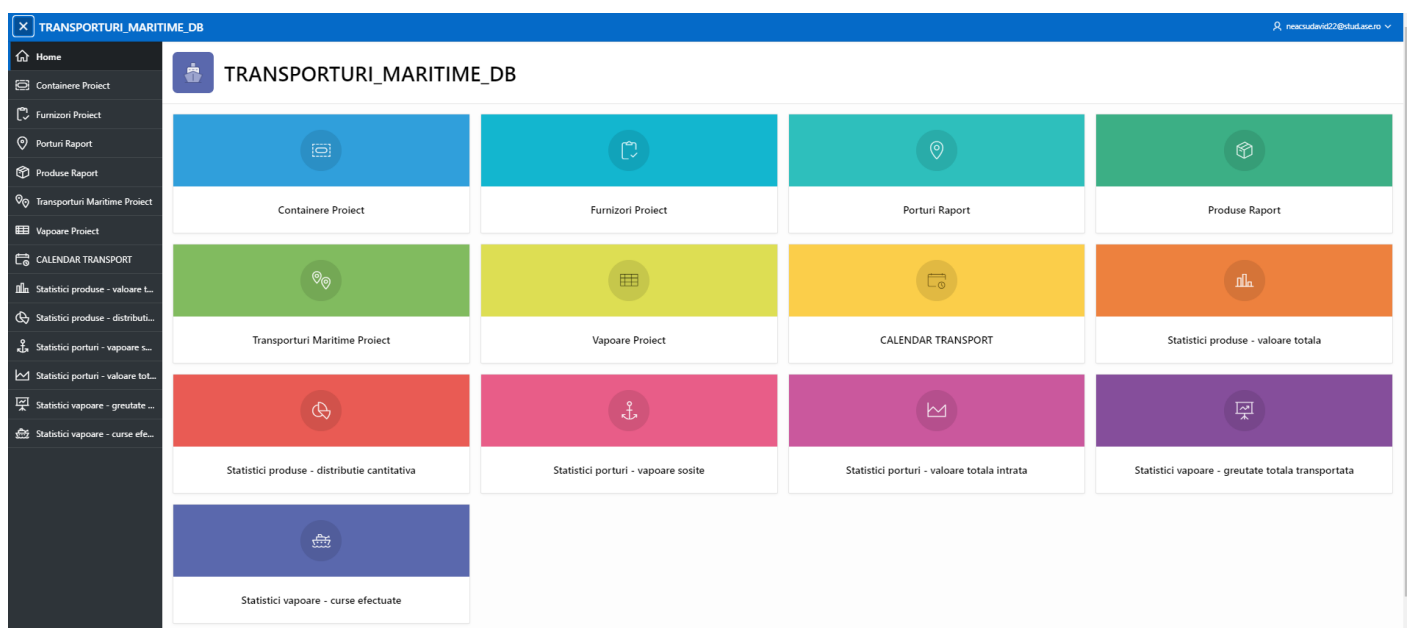 TRANSPORTURI_MARITIME_DB
neacsudavid22@stud.ase.ro
Home
Containere Proiect
Furnizori Proiect
Porturi Raport
Produse Raport
Transporturi Maritime Proiect
Vapoare Proiect
CALENDAR TRANSPORT
Statistici produse - valoare t...
Statistici produse - distributi...
Statistici porturi - vapoare s...
Statistici porturi - valoare tot...
Statistici vapoare - greutate ...
Statistici vapoare - curse efe...
TRANSPORTURI_MARITIME_DB
Containere Proiect
Furnizori Proiect
Porturi Raport
Produse Raport
Transporturi Maritime Proiect
Vapoare Proiect
CALENDAR TRANSPORT
Statistici produse - valoare totala
Statistici produse - distributie cantitativa
Statistici porturi - vapoare sosite
Statistici porturi - valoare totala intrata
Statistici vapoare - greutate totala transportata
Statistici vapoare - curse efectuate